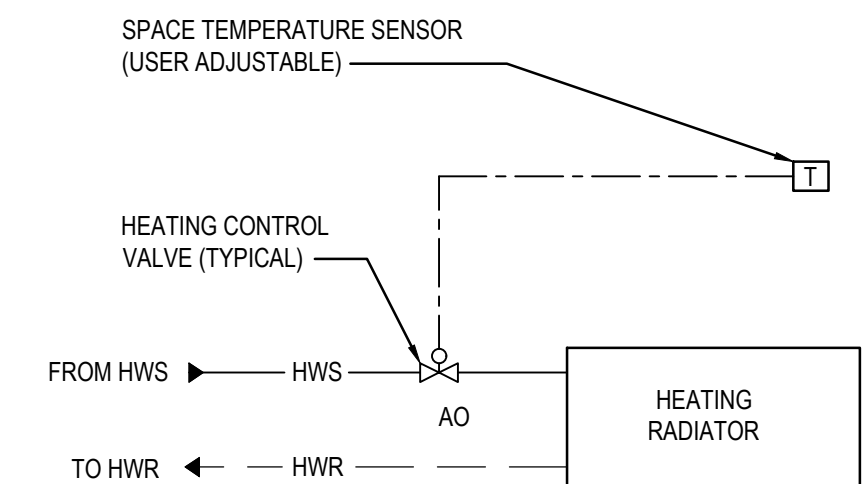 SPACE TEMPERATURE SENSOR
(USER ADJUSTABLE)
T
HEATING CONTROL
VALVE (TYPICAL)
FROM HWS
HWS
AO
HEATING
RADIATOR
TO HWR
HWR